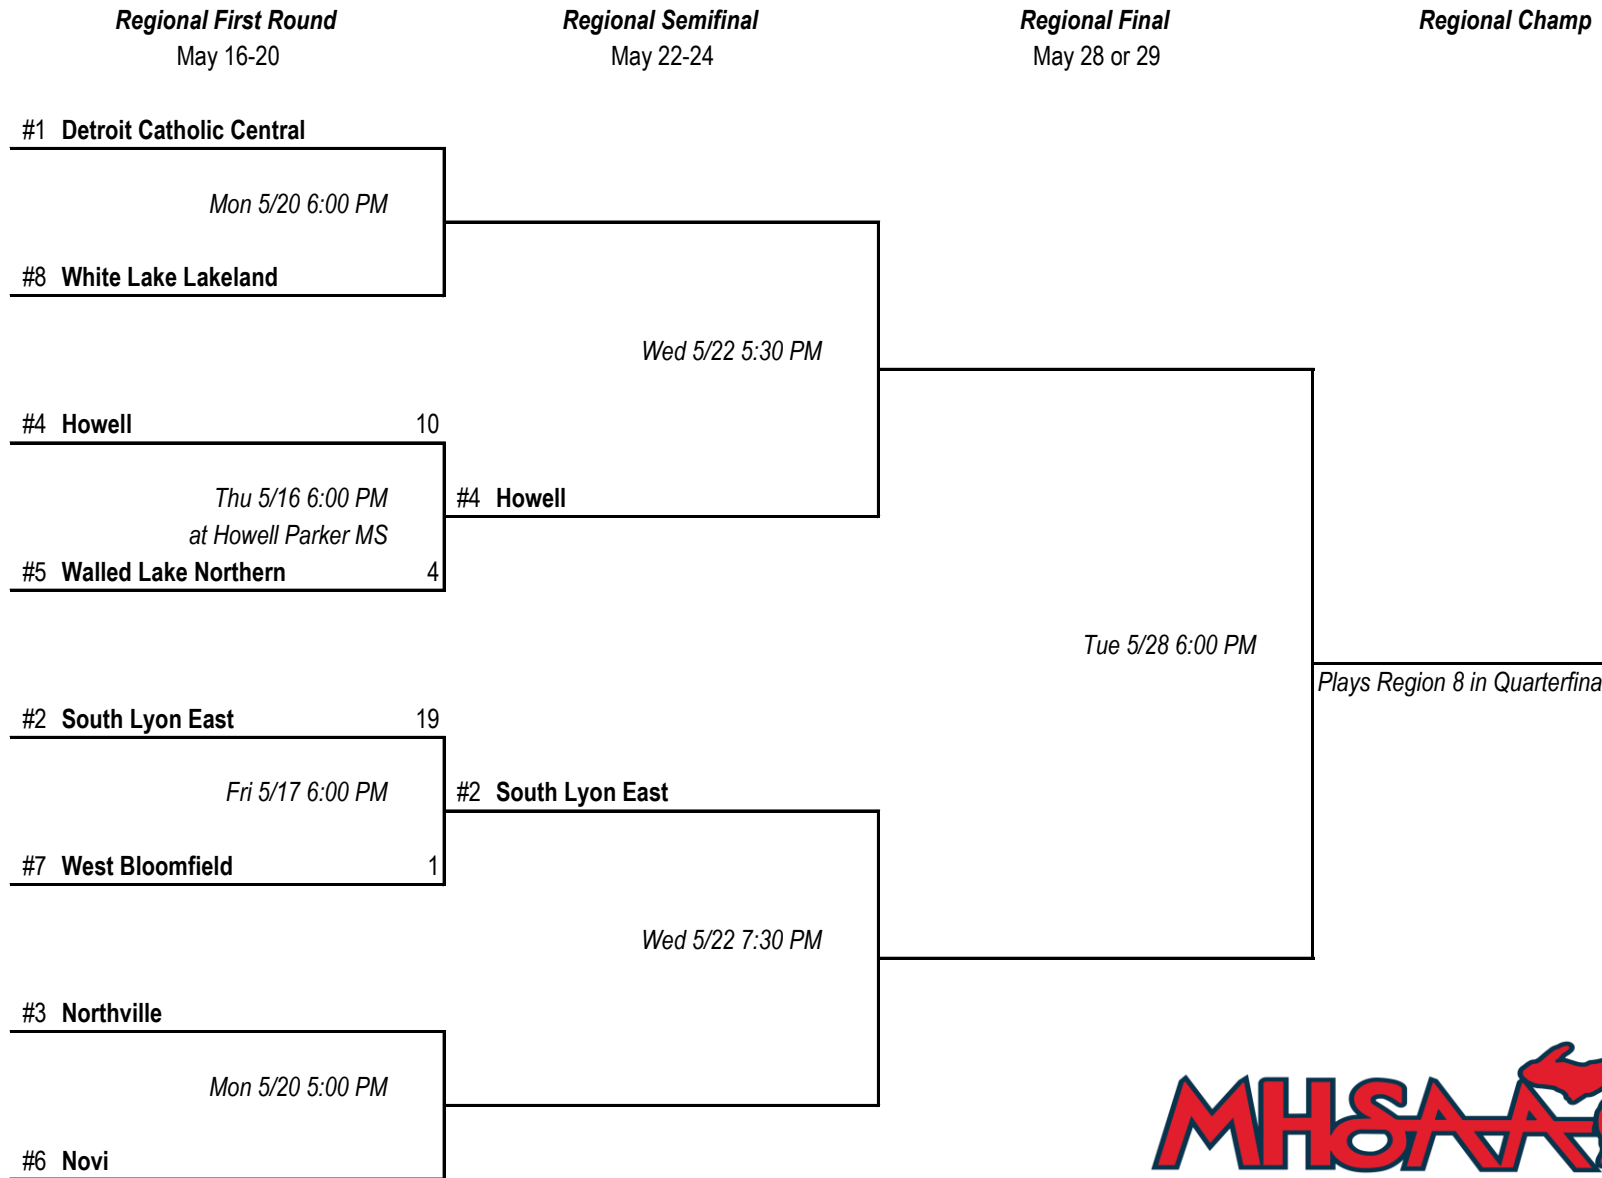 Regional First Round Regional Semifinal Regional Final Regional Champ
May 16-20 May 22-24 May 28 or 29
#1 Detroit Catholic Central
Mon 5/20 6:00 PM
#8 White Lake Lakeland
Wed 5/22 5:30 PM
#4 Howell 10
Thu 5/16 6:00 PM #4 Howell
at Howell Parker MS
#5 Walled Lake Northern 4
Tue 5/28 6:00 PM
Plays Region 8 in Quarterfina
#2 South Lyon East 19
Fri 5/17 6:00 PM #2 South Lyon East
#7 West Bloomfield 1
Wed 5/22 7:30 PM
#3 Northville
Mon 5/20 5:00 PM
MHSAA
#6 Novi